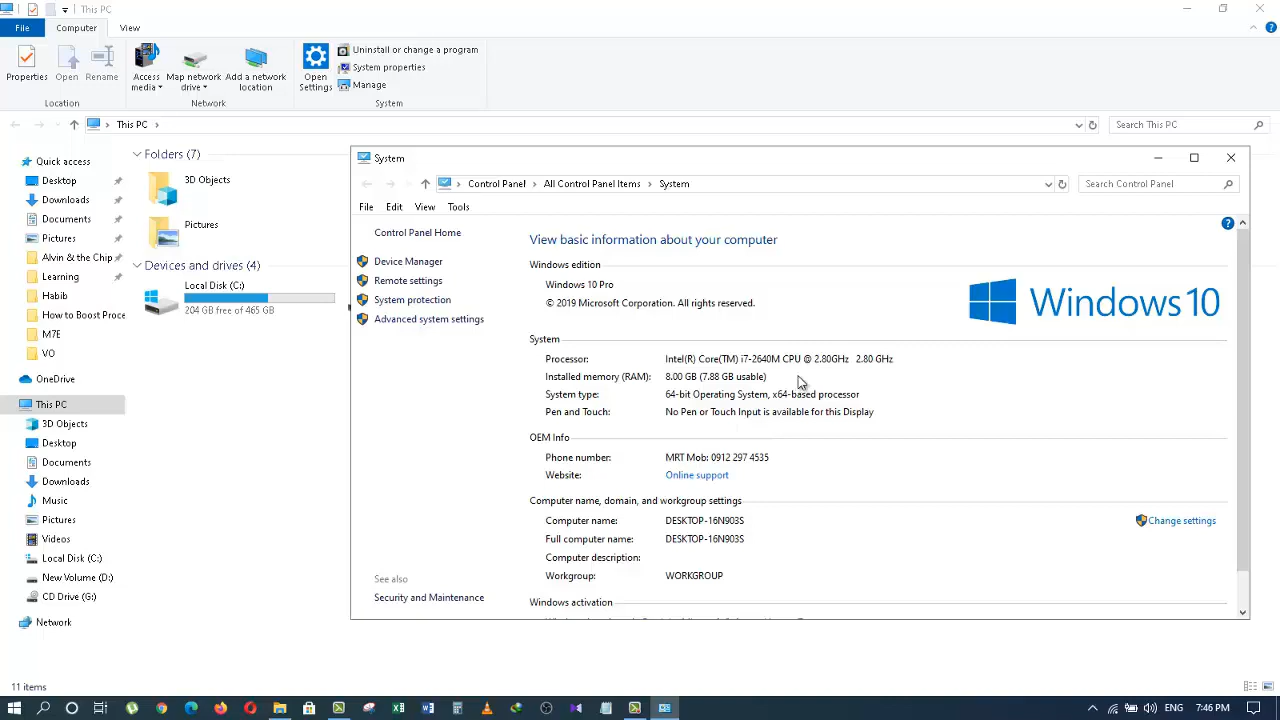 This PC
File
Computer
View
Properties
Open
Rename
Access media
Map network drive
Add a network location
Open Settings
Uninstall or change a program
System properties
Manage
Location
Network
System
This PC
Search This PC
Quick access
Desktop
Downloads
Documents
Pictures
Alvin & the Chip
Learning
Habib
How to Boost Proce
M7E
VO
OneDrive
This PC
3D Objects
Desktop
Documents
Downloads
Music
Pictures
Videos
Local Disk (C:)
New Volume (D:)
CD Drive (G:)
Network
Folders (7)
3D Objects
Pictures
Devices and drives (4)
Local Disk (C:)
204 GB free of 465 GB
System
Control Panel
All Control Panel Items
System
Search Control Panel
File
Edit
View
Tools
Control Panel Home
Device Manager
Remote settings
System protection
Advanced system settings
See also
Security and Maintenance
View basic information about your computer
Windows edition
Windows 10 Pro
© 2019 Microsoft Corporation. All rights reserved.
Windows 10
System
Processor: Intel(R) Core(TM) i7-2640M CPU @ 2.80GHz 2.80 GHz
Installed memory (RAM): 8.00 GB (7.88 GB usable)
System type: 64-bit Operating System, x64-based processor
Pen and Touch: No Pen or Touch Input is available for this Display
OEM Info
Phone number: MRT Mob: 0912 297 4535
Website: Online support
Computer name, domain, and workgroup settings
Computer name: DESKTOP-16N903S
Change settings
Full computer name: DESKTOP-16N903S
Computer description:
Workgroup: WORKGROUP
Windows activation
11 items
ENG
7:46 PM